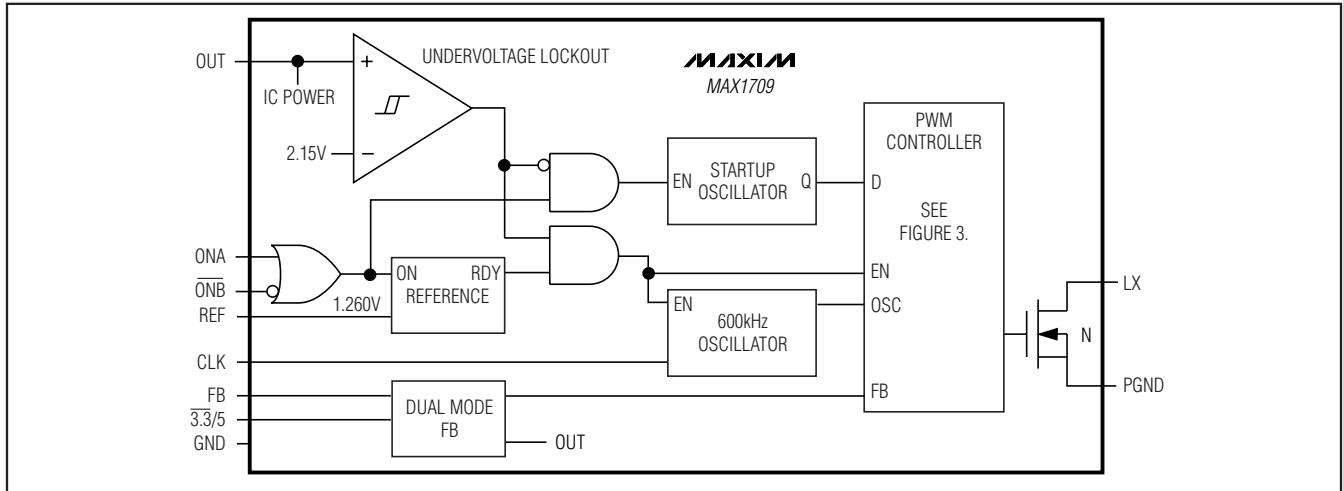 OUT
IC POWER
2.15V
+
−
UNDERVOLTAGE LOCKOUT
MAXIM
MAX1709
ONA
ONB
REF
1.260V
ON RDY
REFERENCE
EN Q
STARTUP
OSCILLATOR
PWM
CONTROLLER
SEE
FIGURE 3.
D
EN
OSC
FB
EN
600kHz
OSCILLATOR
CLK
FB
3.3/5
GND
DUAL MODE
FB
OUT
LX
N
PGND